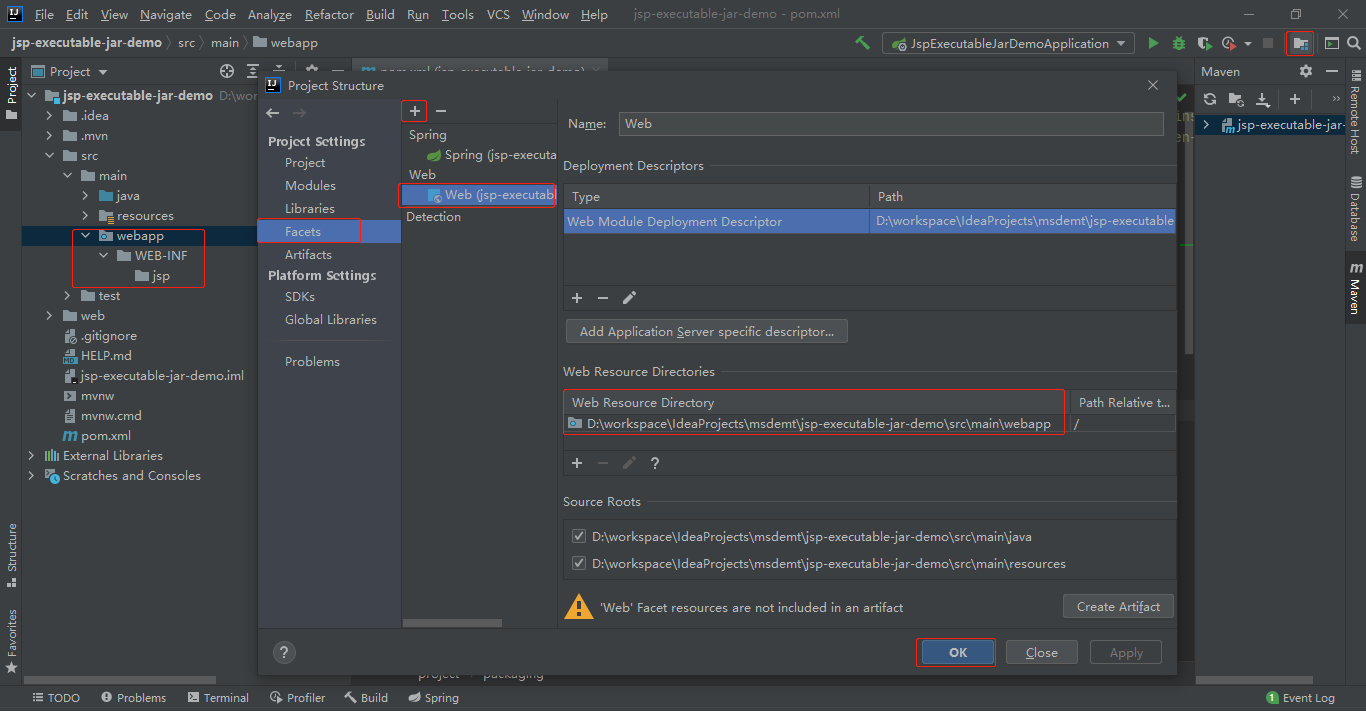 File Edit View Navigate Code Analyze Refactor Build Run Tools VCS Window Help jsp-executable-jar-demo - pom.xml
jsp-executable-jar-demo src main webapp
JspExecutableJarDemoApplication
Project
Project
jsp-executable-jar-demo D:\wo
.idea
.mvn
src
main
java
resources
webapp
WEB-INF
jsp
test
web
.gitignore
HELP.md
jsp-executable-jar-demo.iml
mvnw
mvnw.cmd
pom.xml
External Libraries
Scratches and Consoles
Structure
Favorites
Project Structure
Project Settings
Project
Modules
Libraries
Facets
Artifacts
Platform Settings
SDKs
Global Libraries
Problems
Spring
Spring (jsp-executa
Web
Web (jsp-executabl
Detection
Name: Web
Deployment Descriptors
Type Path
Web Module Deployment Descriptor D:\workspace\IdeaProjects\msdemt\jsp-executable
Add Application Server specific descriptor...
Web Resource Directories
Web Resource Directory Path Relative t...
D:\workspace\IdeaProjects\msdemt\jsp-executable-jar-demo\src\main\webapp /
?
Source Roots
D:\workspace\IdeaProjects\msdemt\jsp-executable-jar-demo\src\main\java
D:\workspace\IdeaProjects\msdemt\jsp-executable-jar-demo\src\main\resources
'Web' Facet resources are not included in an artifact
Create Artifact
? OK Close Apply
project packaging
Maven
jsp-executable-jar-
Remote Host
Database
Maven
TODO Problems Terminal Profiler Build Spring
1 Event Log